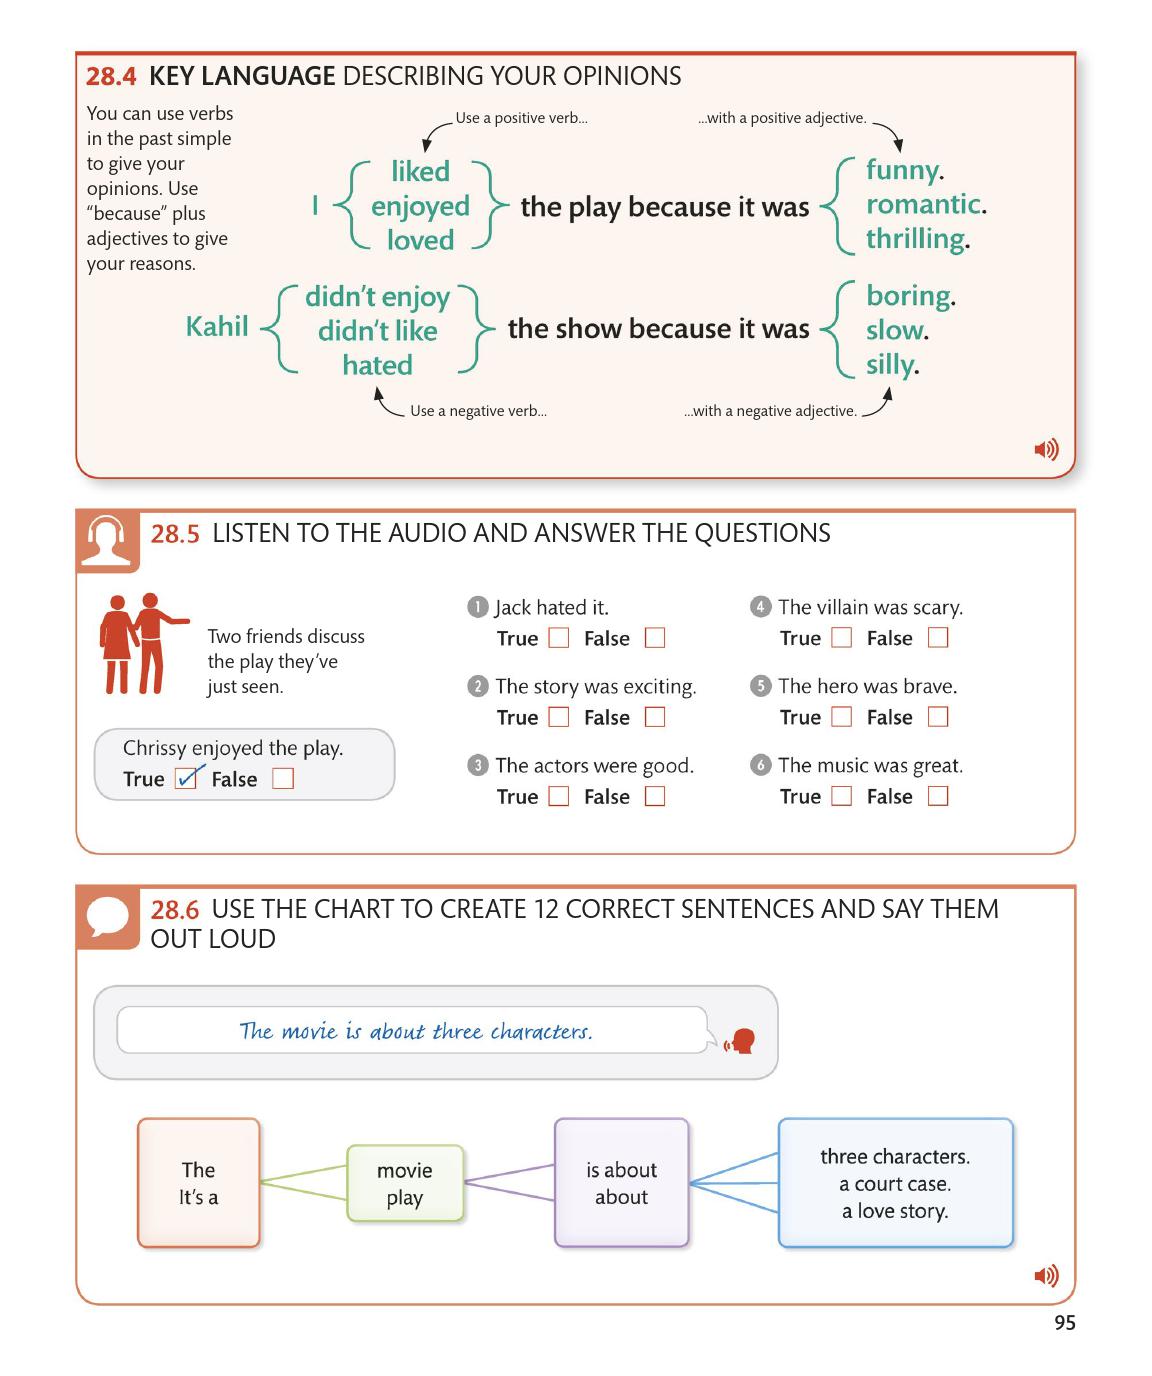 28.4 KEY LANGUAGE DESCRIBING YOUR OPINIONS
You can use verbs
in the past simple
to give your
opinions. Use
“because” plus
adjectives to give
your reasons.
Use a positive verb...
...with a positive adjective.
I
liked
enjoyed
loved
the play because it was
funny.
romantic.
thrilling.
Kahil
didn’t enjoy
didn’t like
hated
the show because it was
boring.
slow.
silly.
Use a negative verb...
...with a negative adjective.
28.5 LISTEN TO THE AUDIO AND ANSWER THE QUESTIONS
Two friends discuss
the play they’ve
just seen.
Chrissy enjoyed the play.
True False
1 Jack hated it.
True False
2 The story was exciting.
True False
3 The actors were good.
True False
4 The villain was scary.
True False
5 The hero was brave.
True False
6 The music was great.
True False
28.6 USE THE CHART TO CREATE 12 CORRECT SENTENCES AND SAY THEM
OUT LOUD
The movie is about three characters.
The
It’s a
movie
play
is about
about
three characters.
a court case.
a love story.
95